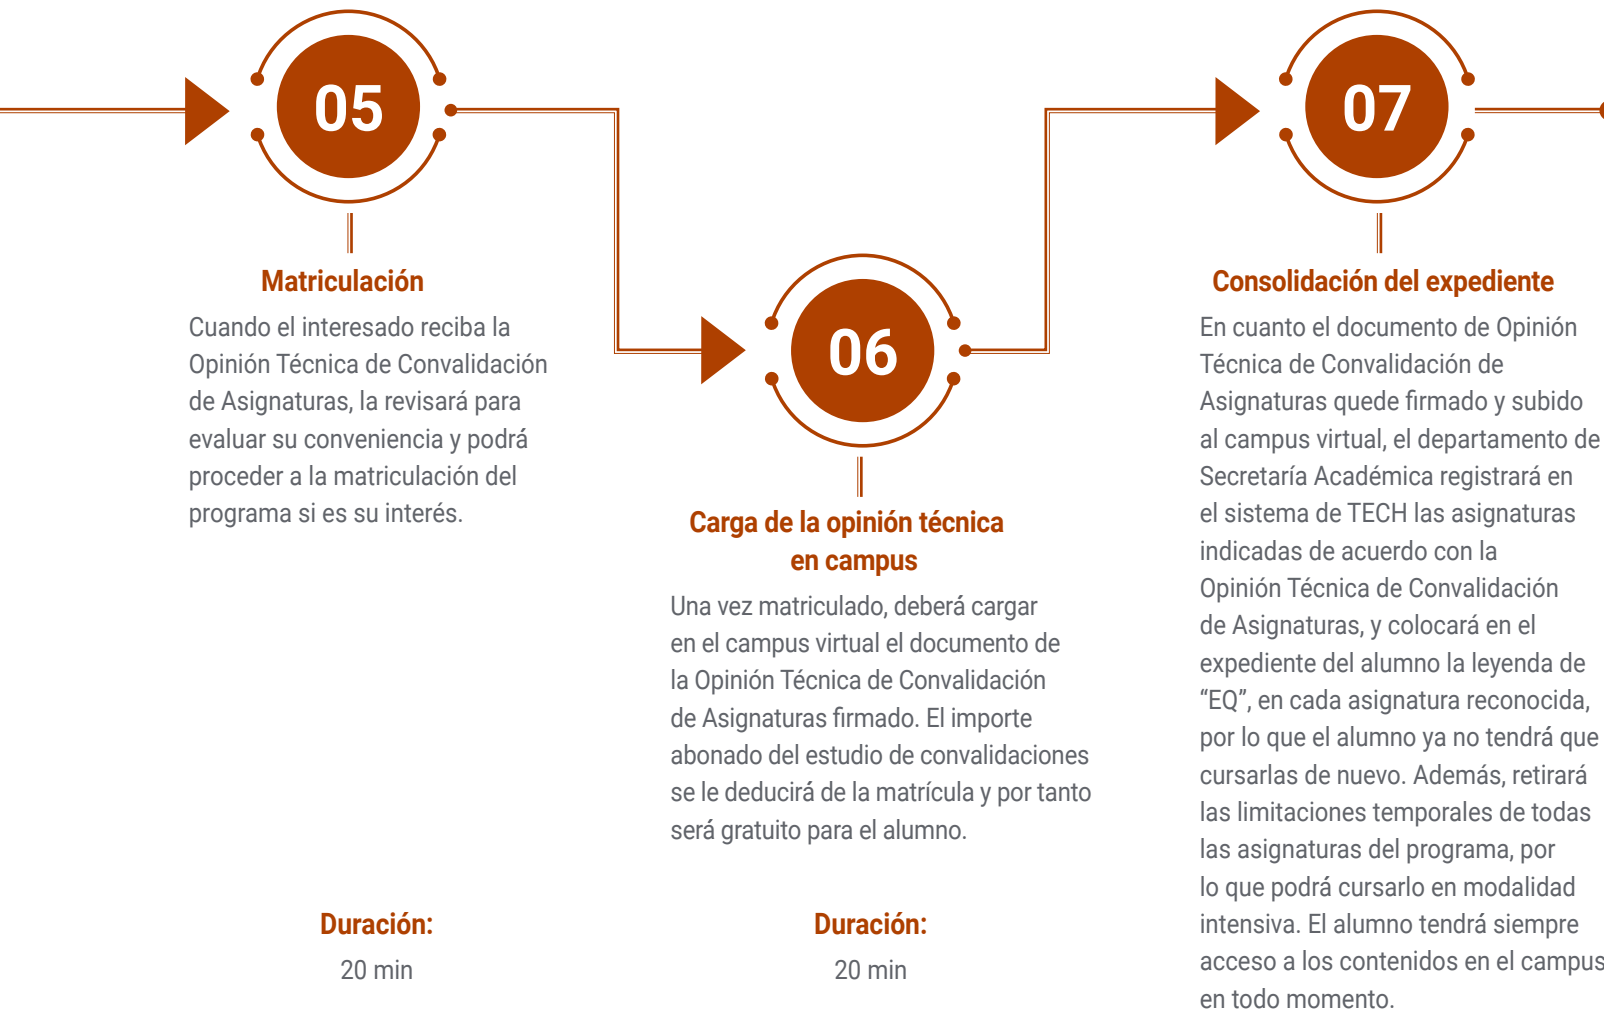 05
Matriculación
Cuando el interesado reciba la
Opinión Técnica de Convalidación
de Asignaturas, la revisará para
evaluar su conveniencia y podrá
proceder a la matriculación del
programa si es su interés.
Duración:
20 min
06
Carga de la opinión técnica
en campus
Una vez matriculado, deberá cargar
en el campus virtual el documento de
la Opinión Técnica de Convalidación
de Asignaturas firmado. El importe
abonado del estudio de convalidaciones
se le deducirá de la matrícula y por tanto
será gratuito para el alumno.
Duración:
20 min
07
Consolidación del expediente
En cuanto el documento de Opinión
Técnica de Convalidación de
Asignaturas quede firmado y subido
al campus virtual, el departamento de
Secretaría Académica registrará en
el sistema de TECH las asignaturas
indicadas de acuerdo con la
Opinión Técnica de Convalidación
de Asignaturas, y colocará en el
expediente del alumno la leyenda de
“EQ”, en cada asignatura reconocida,
por lo que el alumno ya no tendrá que
cursarlas de nuevo. Además, retirará
las limitaciones temporales de todas
las asignaturas del programa, por
lo que podrá cursarlo en modalidad
intensiva. El alumno tendrá siempre
acceso a los contenidos en el campus
en todo momento.